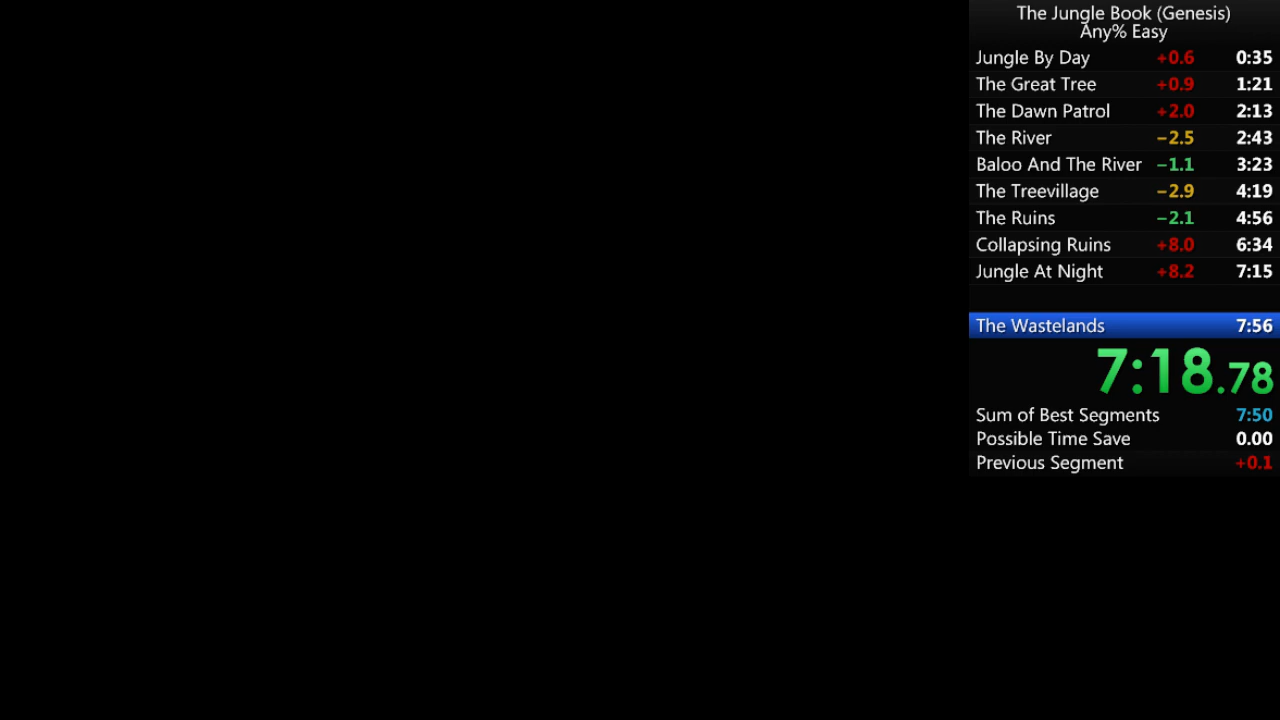 The Jungle Book (Genesis)
Any% Easy
Jungle By Day +0.6 0:35
The Great Tree +0.9 1:21
The Dawn Patrol +2.0 2:13
The River −2.5 2:43
Baloo And The River −1.1 3:23
The Treevillage −2.9 4:19
The Ruins −2.1 4:56
Collapsing Ruins +8.0 6:34
Jungle At Night +8.2 7:15
The Wastelands 7:56
7:18.78
Sum of Best Segments 7:50
Possible Time Save 0.00
Previous Segment +0.1